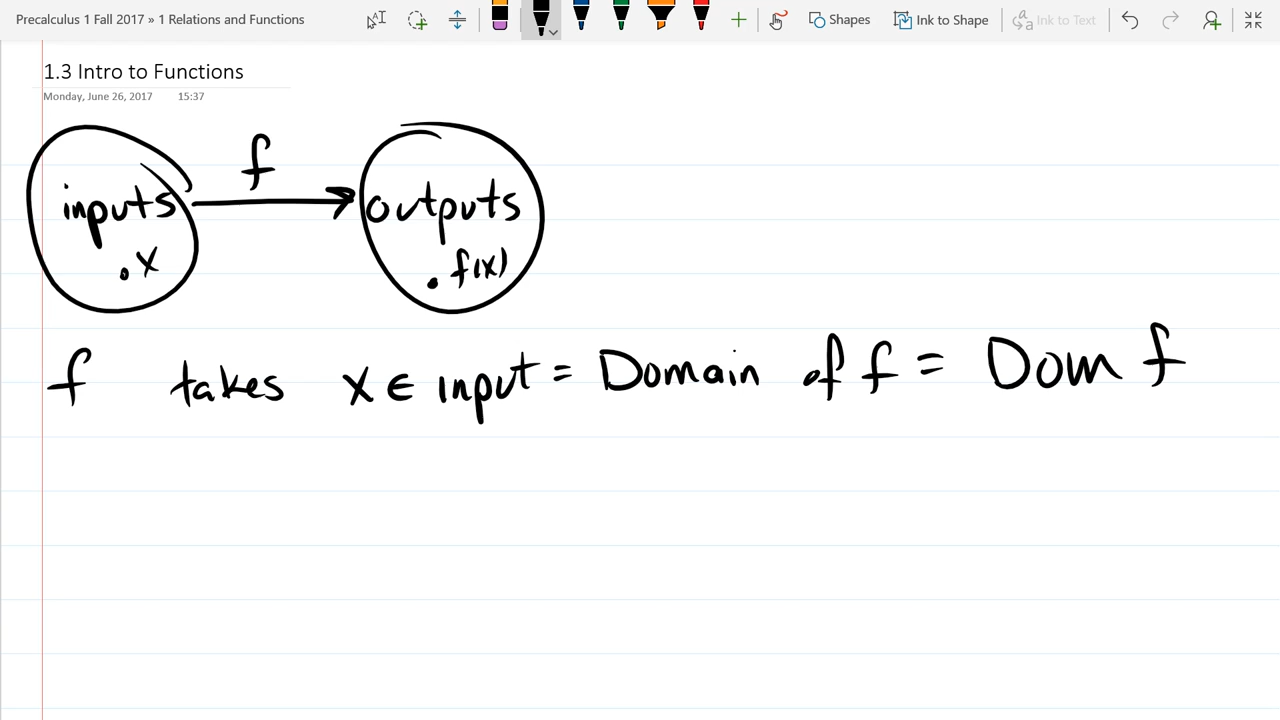 Precalculus 1 Fall 2017 » 1 Relations and Functions
Shapes
Ink to Shape
Ink to Text
1.3 Intro to Functions
Monday, June 26, 2017 15:37
f
inputs outputs
. x . f(x)
f takes x ∈ input = Domain of f = Dom f